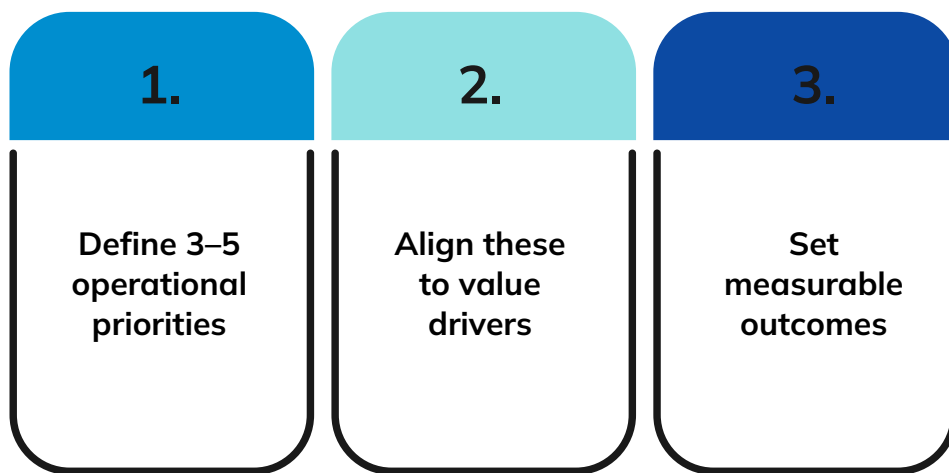 1.
Define 3–5
operational
priorities
2.
Align these
to value
drivers
3.
Set
measurable
outcomes